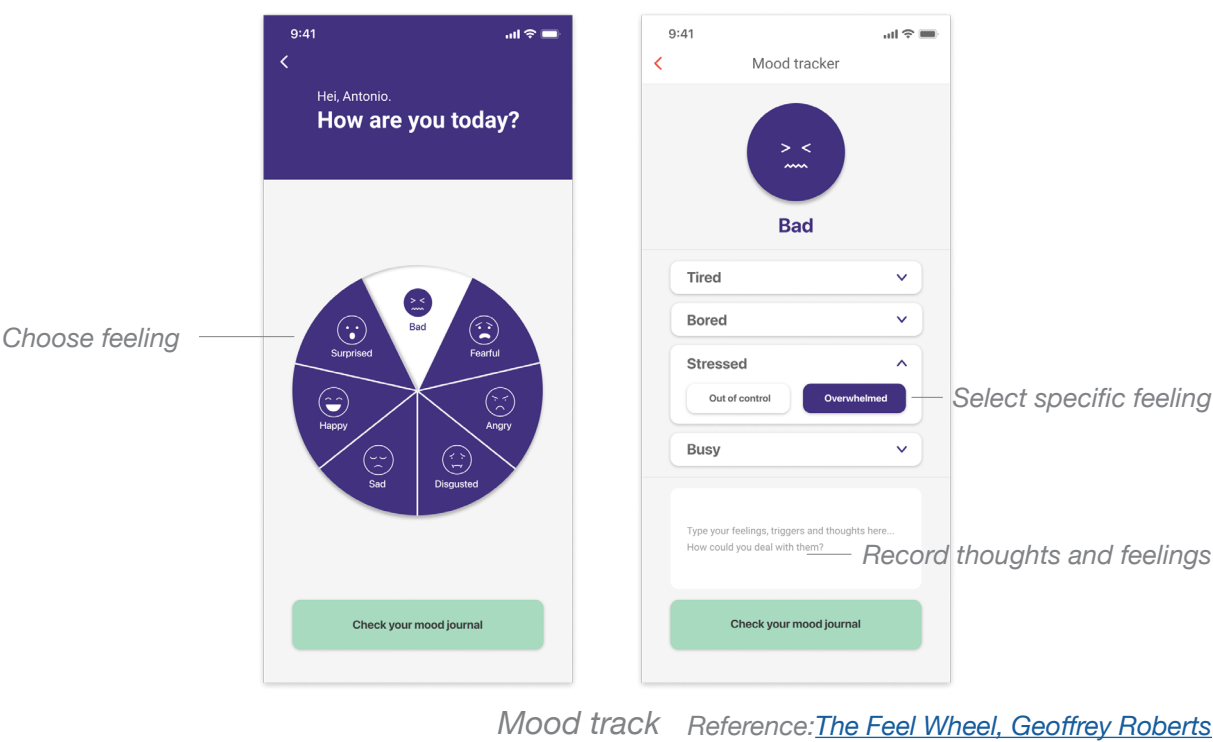 9:41
Hei, Antonio.
How are you today?
Choose feeling
Bad
Surprised
Fearful
Happy
Angry
Sad
Disgusted
Check your mood journal
9:41
Mood tracker
> <
Bad
Tired
Bored
Stressed
Out of control
Overwhelmed
Select specific feeling
Busy
Type your feelings, triggers and thoughts here...
How could you deal with them?
Record thoughts and feelings
Check your mood journal
Mood track
Reference:The Feel Wheel, Geoffrey Roberts